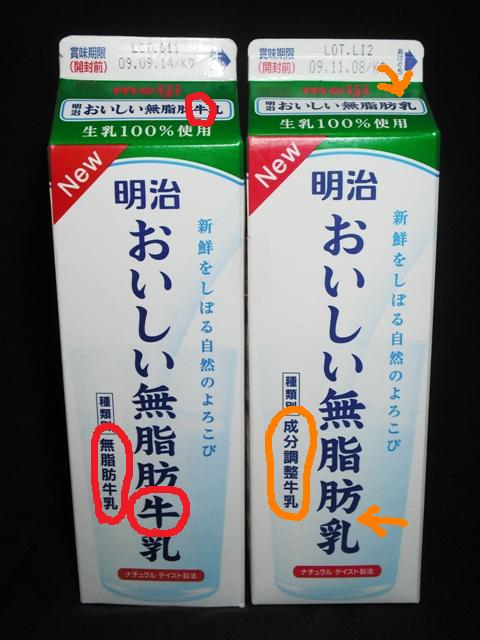 賞味期限
(開封前)
LOT.D11
09.09.14/K
meiji
明治 おいしい無脂肪牛乳
生乳100%使用
New
明治
おいしい無脂肪牛乳
新鮮をしぼる自然のよろこび
種類別 無脂肪牛乳
ナチュラル テイスト製法
賞味期限
(開封前)
LOT.LI2
09.11.08/K
あけぐち
meiji
明治 おいしい無脂肪乳
生乳100%使用
New
明治
おいしい無脂肪乳
新鮮をしぼる自然のよろこび
種類別 成分調整牛乳
ナチュラル テイスト製法